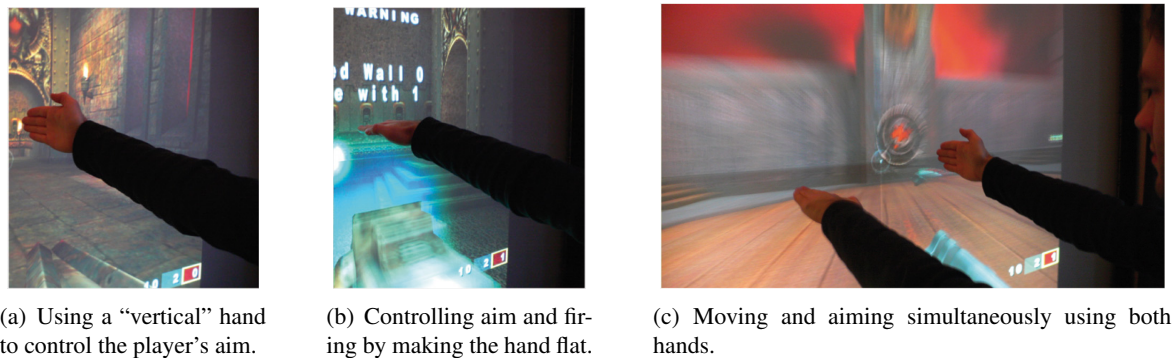 WARNING
ed Wall 0
e with 1
10 2 0
10 2 1
10 2 1
(a) Using a “vertical” hand
to control the player’s aim.
(b) Controlling aim and fir-
ing by making the hand flat.
(c) Moving and aiming simultaneously using both
hands.